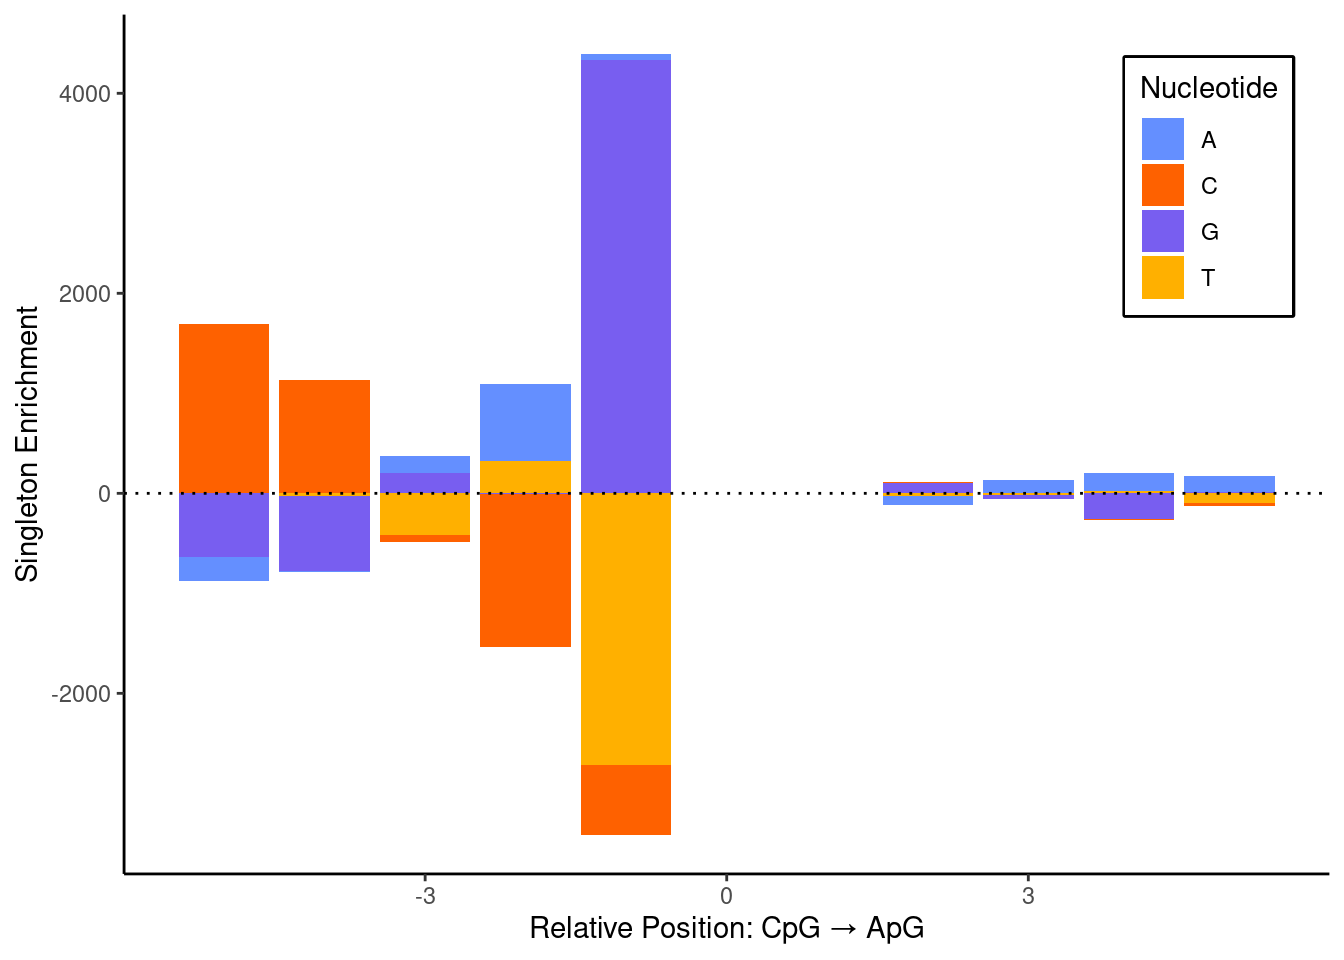 Singleton Enrichment
4000
2000
0
-2000
Nucleotide
A
C
G
T
-3
0
3
Relative Position: CpG → ApG